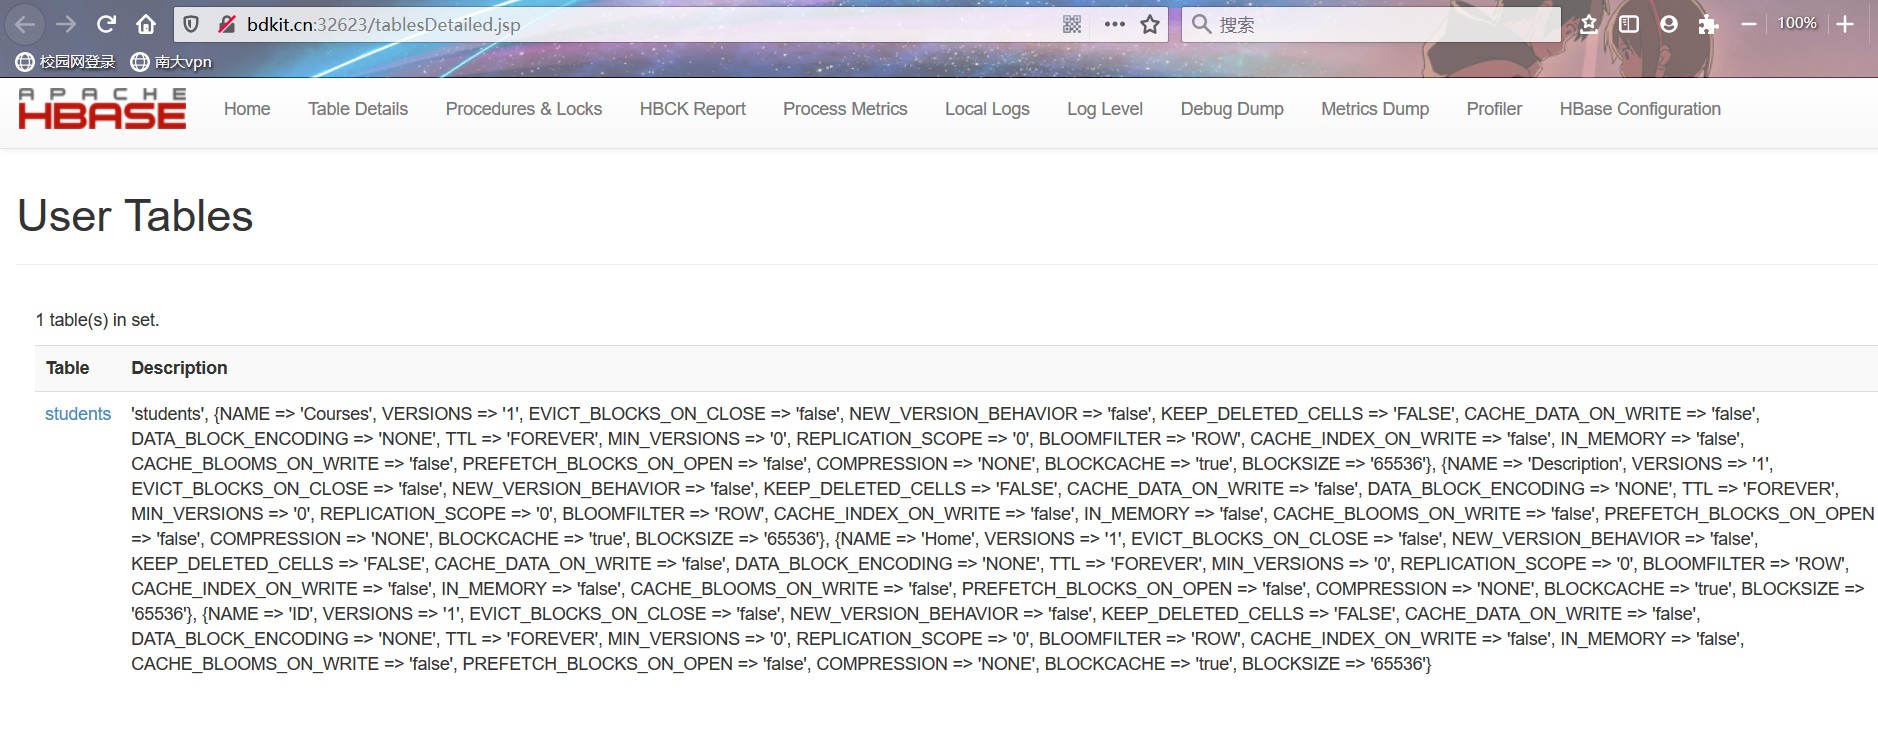 bdkit.cn:32623/tablesDetailed.jsp
搜索
100%
校园网登录 南大vpn
APACHE
HBASE
Home Table Details Procedures & Locks HBCK Report Process Metrics Local Logs Log Level Debug Dump Metrics Dump Profiler HBase Configuration
User Tables
1 table(s) in set.
Table Description
students 'students', {NAME => 'Courses', VERSIONS => '1', EVICT_BLOCKS_ON_CLOSE => 'false', NEW_VERSION_BEHAVIOR => 'false', KEEP_DELETED_CELLS => 'FALSE', CACHE_DATA_ON_WRITE => 'false',
DATA_BLOCK_ENCODING => 'NONE', TTL => 'FOREVER', MIN_VERSIONS => '0', REPLICATION_SCOPE => '0', BLOOMFILTER => 'ROW', CACHE_INDEX_ON_WRITE => 'false', IN_MEMORY => 'false',
CACHE_BLOOMS_ON_WRITE => 'false', PREFETCH_BLOCKS_ON_OPEN => 'false', COMPRESSION => 'NONE', BLOCKCACHE => 'true', BLOCKSIZE => '65536'}, {NAME => 'Description', VERSIONS => '1',
EVICT_BLOCKS_ON_CLOSE => 'false', NEW_VERSION_BEHAVIOR => 'false', KEEP_DELETED_CELLS => 'FALSE', CACHE_DATA_ON_WRITE => 'false', DATA_BLOCK_ENCODING => 'NONE', TTL => 'FOREVER',
MIN_VERSIONS => '0', REPLICATION_SCOPE => '0', BLOOMFILTER => 'ROW', CACHE_INDEX_ON_WRITE => 'false', IN_MEMORY => 'false', CACHE_BLOOMS_ON_WRITE => 'false', PREFETCH_BLOCKS_ON_OPEN
=> 'false', COMPRESSION => 'NONE', BLOCKCACHE => 'true', BLOCKSIZE => '65536'}, {NAME => 'Home', VERSIONS => '1', EVICT_BLOCKS_ON_CLOSE => 'false', NEW_VERSION_BEHAVIOR => 'false',
KEEP_DELETED_CELLS => 'FALSE', CACHE_DATA_ON_WRITE => 'false', DATA_BLOCK_ENCODING => 'NONE', TTL => 'FOREVER', MIN_VERSIONS => '0', REPLICATION_SCOPE => '0', BLOOMFILTER => 'ROW',
CACHE_INDEX_ON_WRITE => 'false', IN_MEMORY => 'false', CACHE_BLOOMS_ON_WRITE => 'false', PREFETCH_BLOCKS_ON_OPEN => 'false', COMPRESSION => 'NONE', BLOCKCACHE => 'true', BLOCKSIZE =>
'65536'}, {NAME => 'ID', VERSIONS => '1', EVICT_BLOCKS_ON_CLOSE => 'false', NEW_VERSION_BEHAVIOR => 'false', KEEP_DELETED_CELLS => 'FALSE', CACHE_DATA_ON_WRITE => 'false',
DATA_BLOCK_ENCODING => 'NONE', TTL => 'FOREVER', MIN_VERSIONS => '0', REPLICATION_SCOPE => '0', BLOOMFILTER => 'ROW', CACHE_INDEX_ON_WRITE => 'false', IN_MEMORY => 'false',
CACHE_BLOOMS_ON_WRITE => 'false', PREFETCH_BLOCKS_ON_OPEN => 'false', COMPRESSION => 'NONE', BLOCKCACHE => 'true', BLOCKSIZE => '65536'}